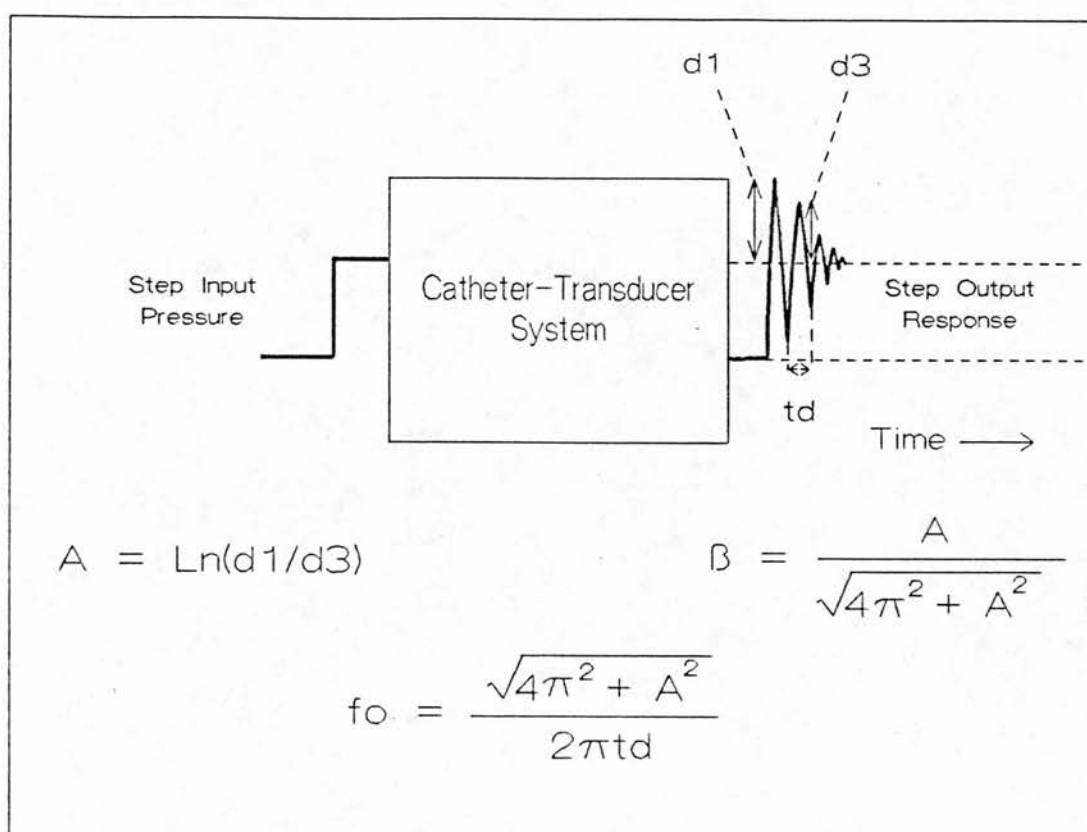 d1 d3
Step Input
Pressure
Catheter-Transducer
System
Step Output
Response
td
Time
A = Ln(d1/d3)
β = A / √(4π² + A²)
fo = √(4π² + A²) / 2πtd